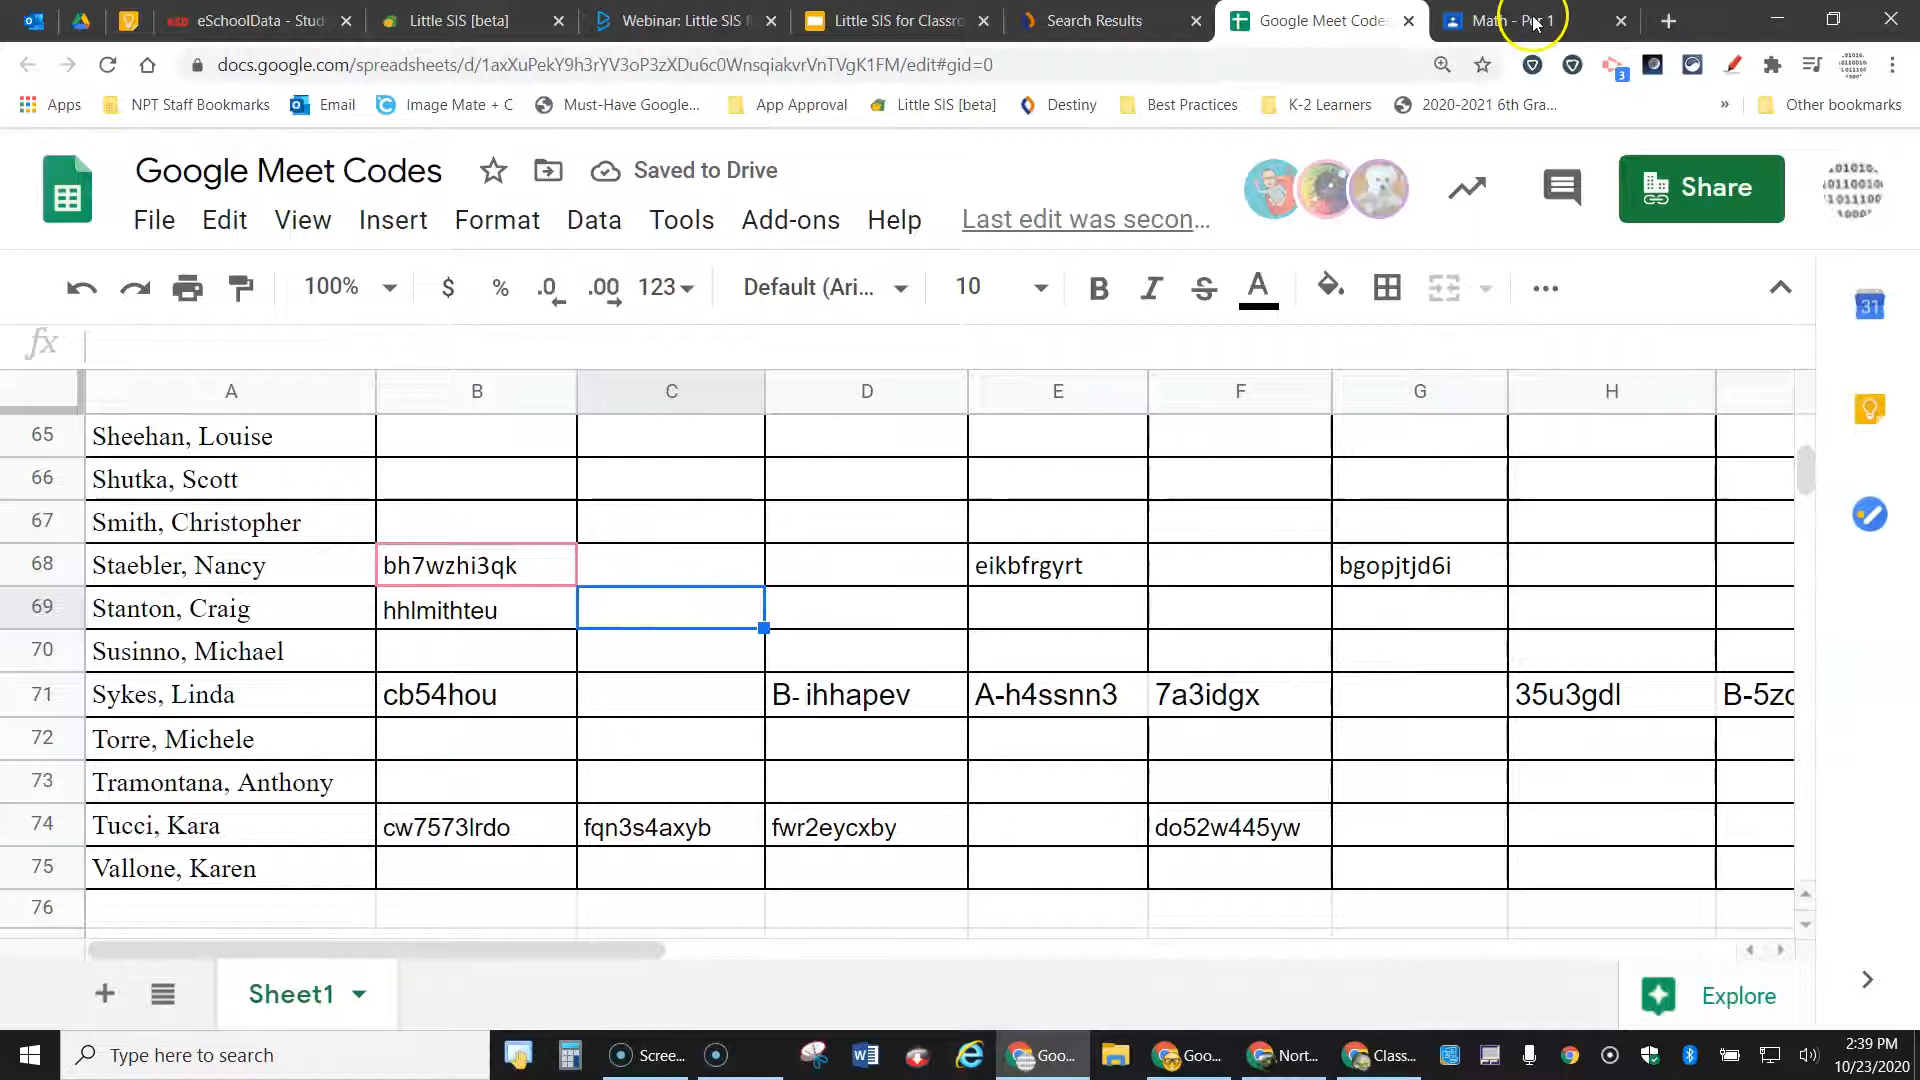 eSchoolData - Stud
Little SIS [beta]
Webinar: Little SIS f
Little SIS for Classro
Search Results
Google Meet Codes
Math - Per 1
docs.google.com/spreadsheets/d/1axXuPekY9h3rYV3oP3zXDu6c0WnsqiakvrVnTVgK1FM/edit#gid=0
3
Apps
NPT Staff Bookmarks
Email
Image Mate + C
Must-Have Google...
App Approval
Little SIS [beta]
Destiny
Best Practices
K-2 Learners
2020-2021 6th Gra...
»
Other bookmarks
Google Meet Codes
Saved to Drive
Share
File Edit View Insert Format Data Tools Add-ons Help Last edit was secon...
100% $ % .0 .00 123 Default (Ari... 10 B I S A
31
fx
A B C D E F G H
65 Sheehan, Louise
66 Shutka, Scott
67 Smith, Christopher
68 Staebler, Nancy bh7wzhi3qk eikbfrgyrt bgopjtjd6i
69 Stanton, Craig hhlmithteu
70 Susinno, Michael
71 Sykes, Linda cb54hou B- ihhapev A-h4ssnn3 7a3idgx 35u3gdl B-5zc
72 Torre, Michele
73 Tramontana, Anthony
74 Tucci, Kara cw7573lrdo fqn3s4axyb fwr2eycxby do52w445yw
75 Vallone, Karen
76
Sheet1
Explore
Type here to search
Scree...
Goo...
Goo...
Nort...
Class...
2:39 PM
10/23/2020